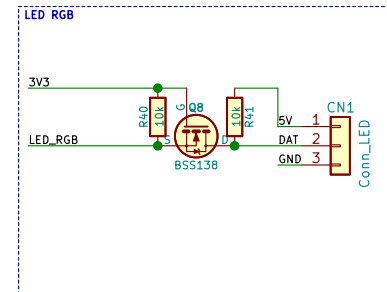 LED RGB
3V3
LED_RGB
R40
10k
G
Q8
S
D
BSS138
10k
R41
5V
DAT
GND
1
2
3
CN1
Conn_LED